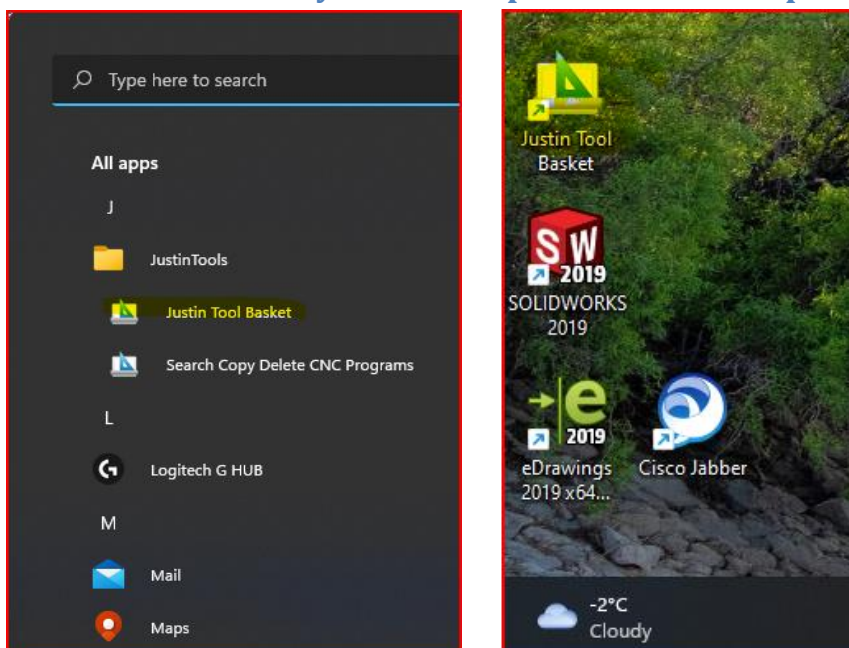 Type here to search
All apps
J
JustinTools
Justin Tool Basket
Search Copy Delete CNC Programs
L
Logitech G HUB
M
Mail
Maps
Justin Tool
Basket
SW
2019
SOLIDWORKS
2019
e
2019
eDrawings
2019 x64...
Cisco Jabber
-2°C
Cloudy